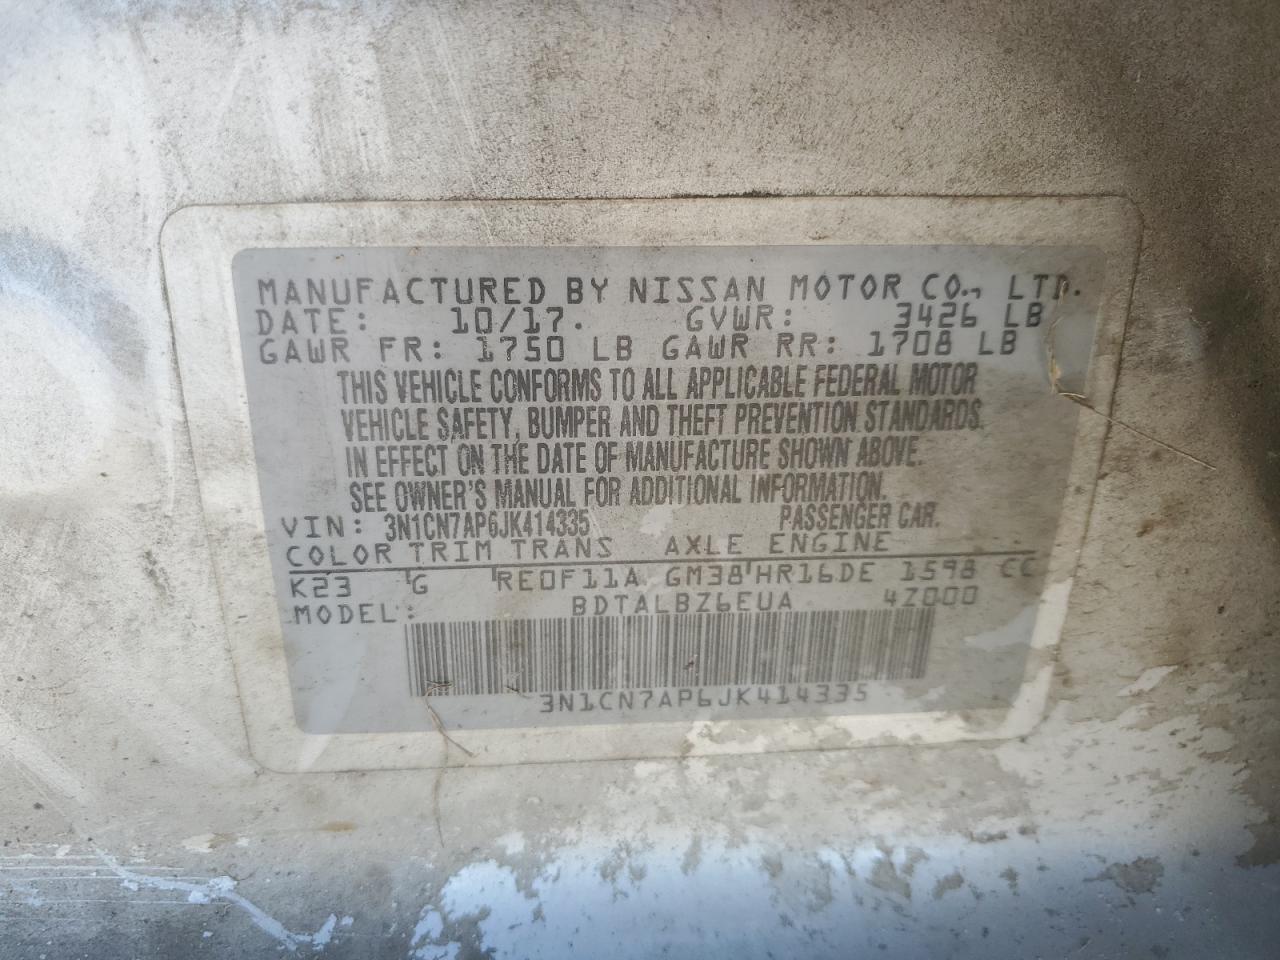 MANUFACTURED BY NISSAN MOTOR CO., LTD.
DATE: 10/17. GVWR: 3426 LB
GAWR FR: 1750 LB GAWR RR: 1708 LB
THIS VEHICLE CONFORMS TO ALL APPLICABLE FEDERAL MOTOR
VEHICLE SAFETY, BUMPER AND THEFT PREVENTION STANDARDS.
IN EFFECT ON THE DATE OF MANUFACTURE SHOWN ABOVE.
SEE OWNER'S MANUAL FOR ADDITIONAL INFORMATION.
VIN: 3N1CN7AP6JK414335 PASSENGER CAR.
COLOR TRIM TRANS AXLE ENGINE
K23 G RE0F11A GM38 HR16DE 1598 CC
MODEL: BDTALBZ6EUA 4Z000
3N1CN7AP6JK414335